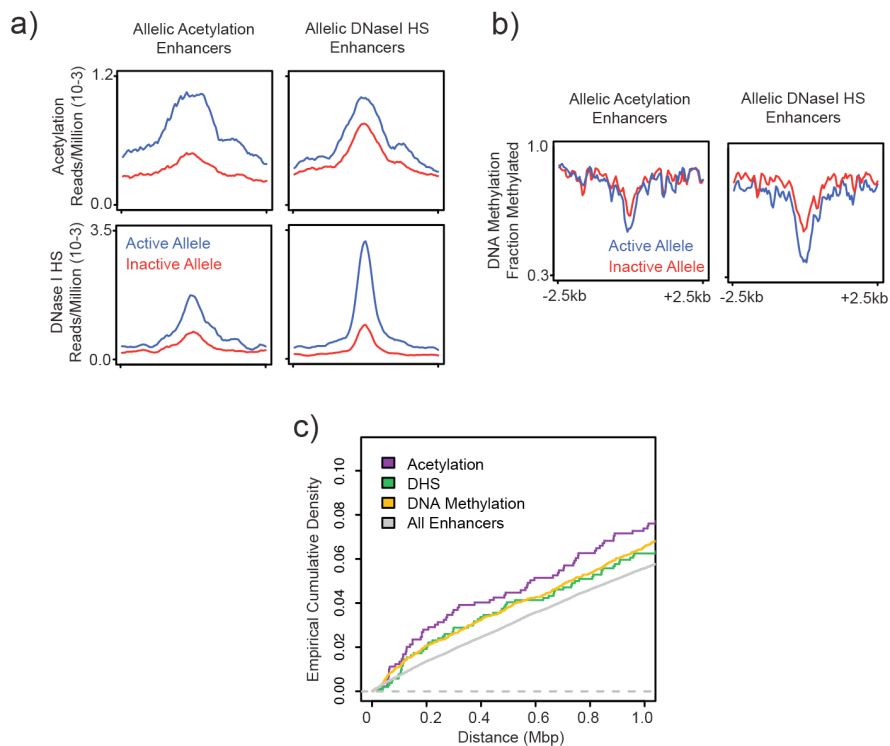 a)
Allelic Acetylation
Enhancers
Allelic DNaseI HS
Enhancers
Acetylation
Reads/Million (10-3)
1.2
0.0
DNase I HS
Reads/Million (10-3)
3.5
0.0
Active Allele
Inactive Allele
b)
Allelic Acetylation
Enhancers
Allelic DNaseI HS
Enhancers
DNA Methylation
Fraction Methylated
1.0
0.3
Active Allele
Inactive Allele
-2.5kb
+2.5kb
-2.5kb
+2.5kb
c)
Empirical Cumulative Density
0.10
0.08
0.06
0.04
0.02
0.00
Acetylation
DHS
DNA Methylation
All Enhancers
0
0.2
0.4
0.6
0.8
1.0
Distance (Mbp)